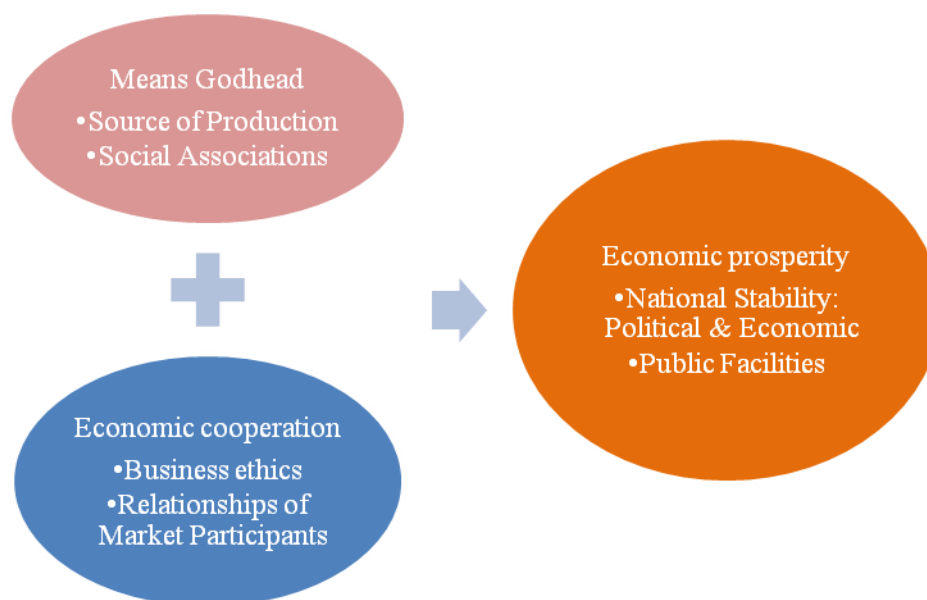 Means Godhead
•Source of Production
•Social Associations
Economic cooperation
•Business ethics
•Relationships of
Market Participants
Economic prosperity
•National Stability:
Political & Economic
•Public Facilities